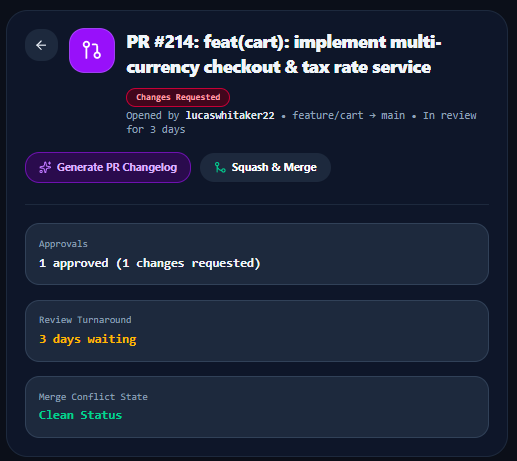 PR #214: feat(cart): implement multi-
currency checkout & tax rate service
Changes Requested
Opened by lucaswhitaker22 • feature/cart → main • In review
for 3 days
Generate PR Changelog
Squash & Merge
Approvals
1 approved (1 changes requested)
Review Turnaround
3 days waiting
Merge Conflict State
Clean Status